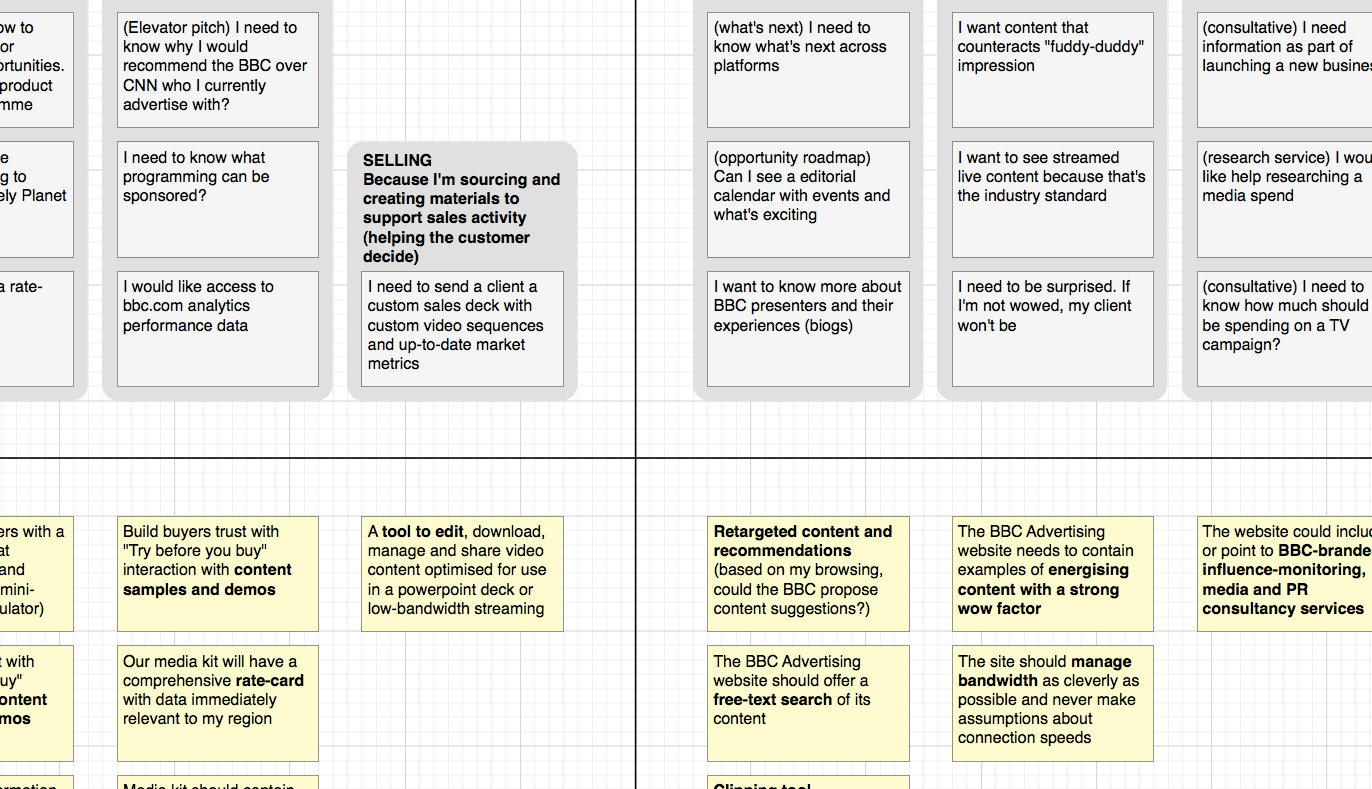 ow to
or
ortunities.
product
mme
(Elevator pitch) I need to
know why I would
recommend the BBC over
CNN who I currently
advertise with?
(what's next) I need to
know what's next across
platforms
I want content that
counteracts "fuddy-duddy"
impression
(consultative) I need
information as part of
launching a new busines
e
g to
ely Planet
I need to know what
programming can be
sponsored?
SELLING
Because I'm sourcing and
creating materials to
support sales activity
(helping the customer
decide)
(opportunity roadmap)
Can I see a editorial
calendar with events and
what's exciting
I want to see streamed
live content because that's
the industry standard
(research service) I wou
like help researching a
media spend
a rate-
I would like access to
bbc.com analytics
performance data
I need to send a client a
custom sales deck with
custom video sequences
and up-to-date market
metrics
I want to know more about
BBC presenters and their
experiences (biogs)
I need to be surprised. If
I'm not wowed, my client
won't be
(consultative) I need to
know how much should
be spending on a TV
campaign?
ers with a
at
and
mini-
ulator)
Build buyers trust with
"Try before you buy"
interaction with content
samples and demos
A tool to edit, download,
manage and share video
content optimised for use
in a powerpoint deck or
low-bandwidth streaming
Retargeted content and
recommendations
(based on my browsing,
could the BBC propose
content suggestions?)
The BBC Advertising
website needs to contain
examples of energising
content with a strong
wow factor
The website could includ
or point to BBC-brande
influence-monitoring,
media and PR
consultancy services
t with
uy"
ontent
mos
Our media kit will have a
comprehensive rate-card
with data immediately
relevant to my region
The BBC Advertising
website should offer a
free-text search of its
content
The site should manage
bandwidth as cleverly as
possible and never make
assumptions about
connection speeds
ormation
Media kit should contain
Clipping tool